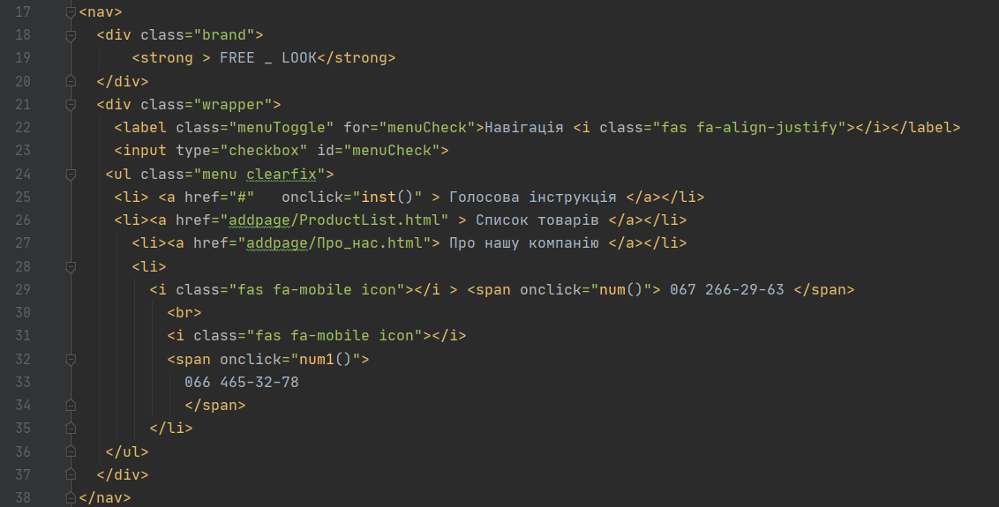 17 <nav>
18 <div class="brand">
19 <strong > FREE _ LOOK</strong>
20 </div>
21 <div class="wrapper">
22 <label class="menuToggle" for="menuCheck">Навігація <i class="fas fa-align-justify"></i></label>
23 <input type="checkbox" id="menuCheck">
24 <ul class="menu clearfix">
25 <li> <a href="#"   onclick="inst()" > Голосова інструкція </a></li>
26 <li><a href="addpage/ProductList.html" > Список товарів </a></li>
27 <li><a href="addpage/Про_нас.html"> Про нашу компанію </a></li>
28 <li>
29 <i class="fas fa-mobile icon"></i > <span onclick="num()"> 067 266-29-63 </span>
30 <br>
31 <i class="fas fa-mobile icon"></i>
32 <span onclick="num1()">
33 066 465-32-78
34 </span>
35 </li>
36 </ul>
37 </div>
38 </nav>